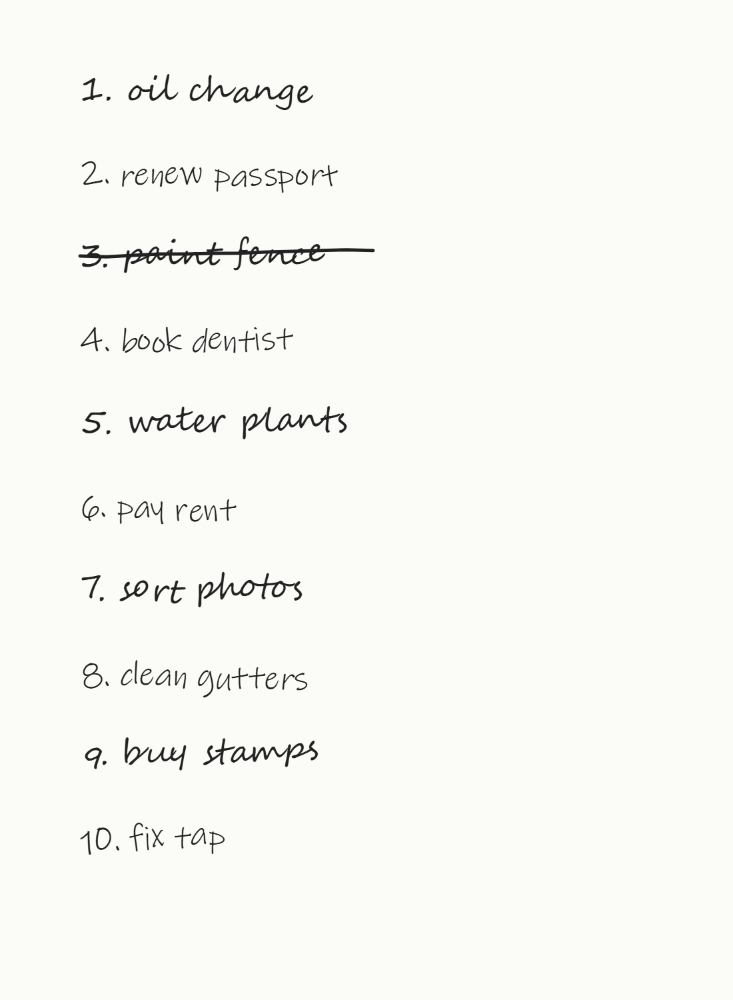 1. oil change
2. renew passport
3. paint fence
4. book dentist
5. water plants
6. pay rent
7. sort photos
8. clean gutters
9. buy stamps
10. fix tap